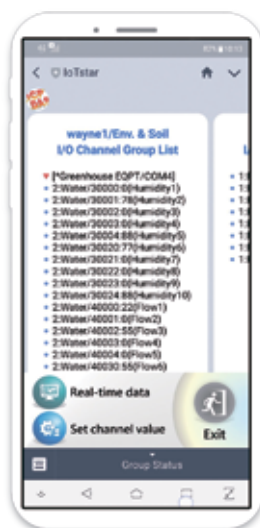 IoTstar
ICP DAS
wayne1/Env. & Soil
I/O Channel Group List
[*Greenhouse EQPT/COM4]
2:Water/30000:0(Humidity1)
2:Water/30001:78(Humidity2)
2:Water/30002:0(Humidity3)
2:Water/30003:0(Humidity4)
2:Water/30004:88(Humidity5)
2:Water/30020:77(Humidity6)
2:Water/30021:0(Humidity7)
2:Water/30022:0(Humidity8)
2:Water/30023:0(Humidity9)
2:Water/30024:88(Humidity10)
2:Water/40000:22(Flow1)
2:Water/40001:0(Flow2)
2:Water/40002:55(Flow3)
2:Water/40003:0(Flow4)
2:Water/40004:0(Flow5)
2:Water/40030:55(Flow6)
Real-time data
Set channel value
Exit
Group Status